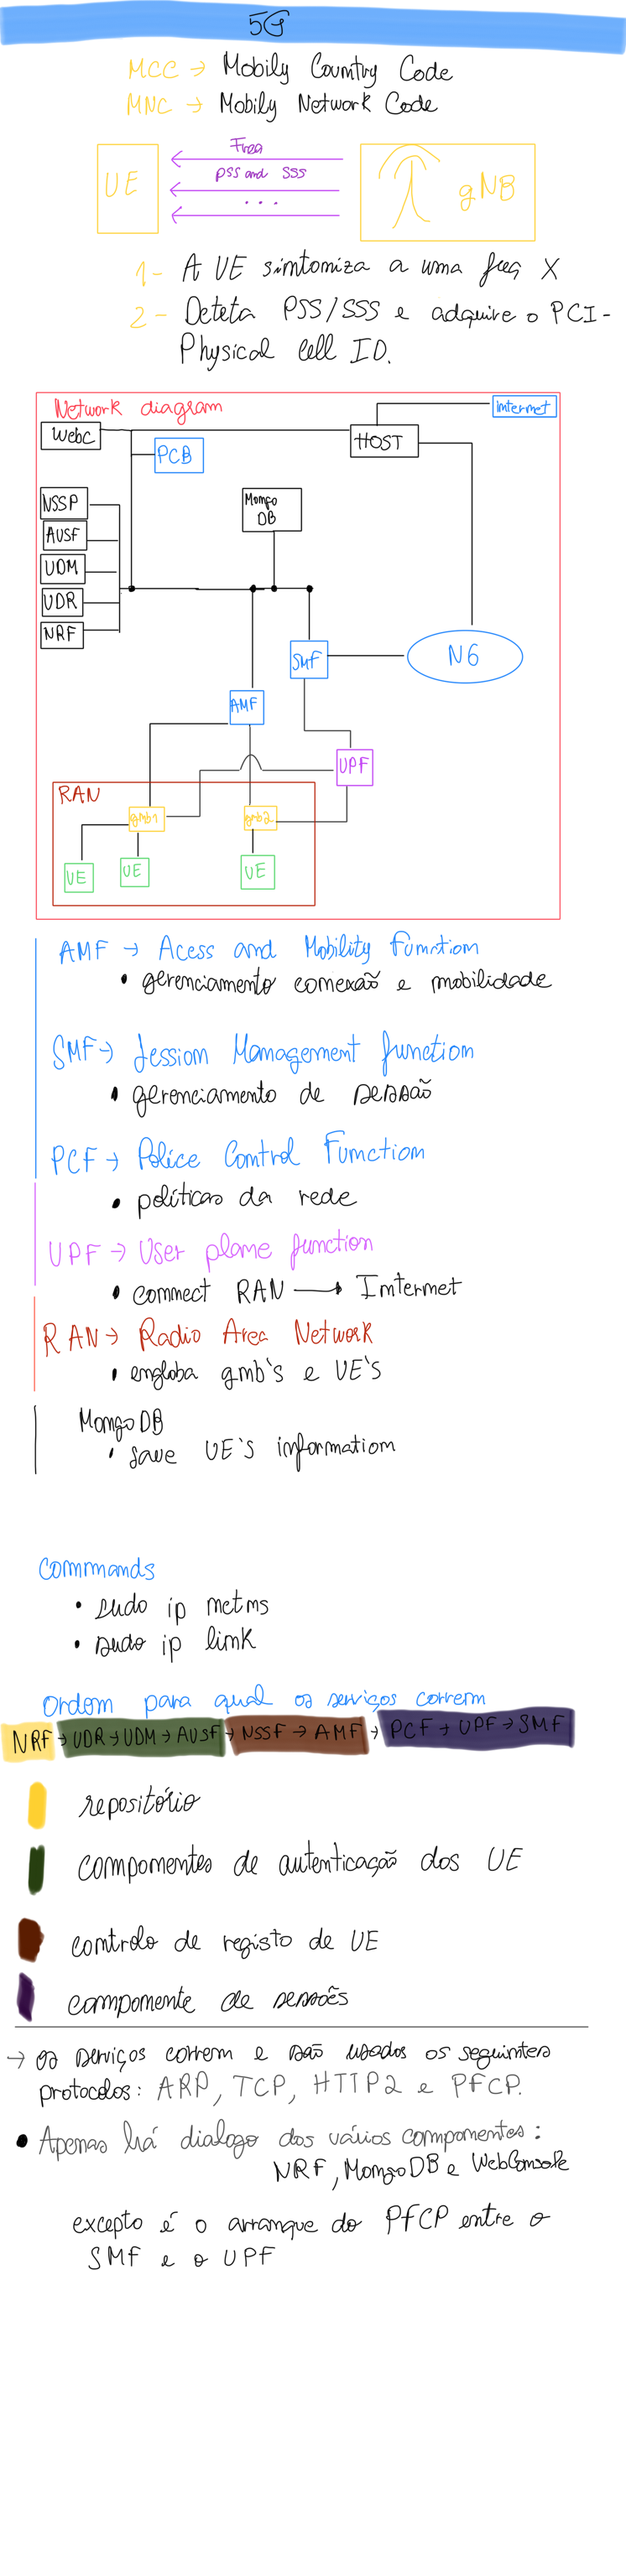 5G
MCC → Mobily Country Code
MNC → Mobily Network Code
Freq
UE
PSS and SSS
...
gNB
1- A UE sintoniza a uma freq X
2- Deteta PSS/SSS e adquire o PCI-
Physical cell ID.
Network diagram
Internet
WebC
HOST
PCB
NSSP
Mongo
DB
AUSF
UDM
UDR
NRF
SMF
N6
AMF
UPF
RAN
gmb1
gmb2
UE
UE
UE
AMF → Acess and Mobility Function
• gerenciamento conexão e mobilidade
SMF → Session Management function
• gerenciamento de sessão
PCF → Police Control Function
• políticas da rede
UPF → User plane function
• connect RAN → Internet
RAN → Radio Area Network
• engloba gmb's e UE's
MongoDB
• save UE's information
Commands
• sudo ip netns
• sudo ip link
Ordem para qual os serviços correm
NRF → UDR → UDM → AUSF → NSSF → AMF → PCF → UPF → SMF
repositório
componentes de autenticação dos UE
controlo de registo de UE
componente de sessões
→ os serviços correm e são usados os seguintes
protocolos: ARP, TCP, HTTP2 e PFCP.
• Apenas há dialogo dos vários componentes:
NRF, MongoDB e WebConsole
excepto é o arranque do PFCP entre o
SMF e o UPF